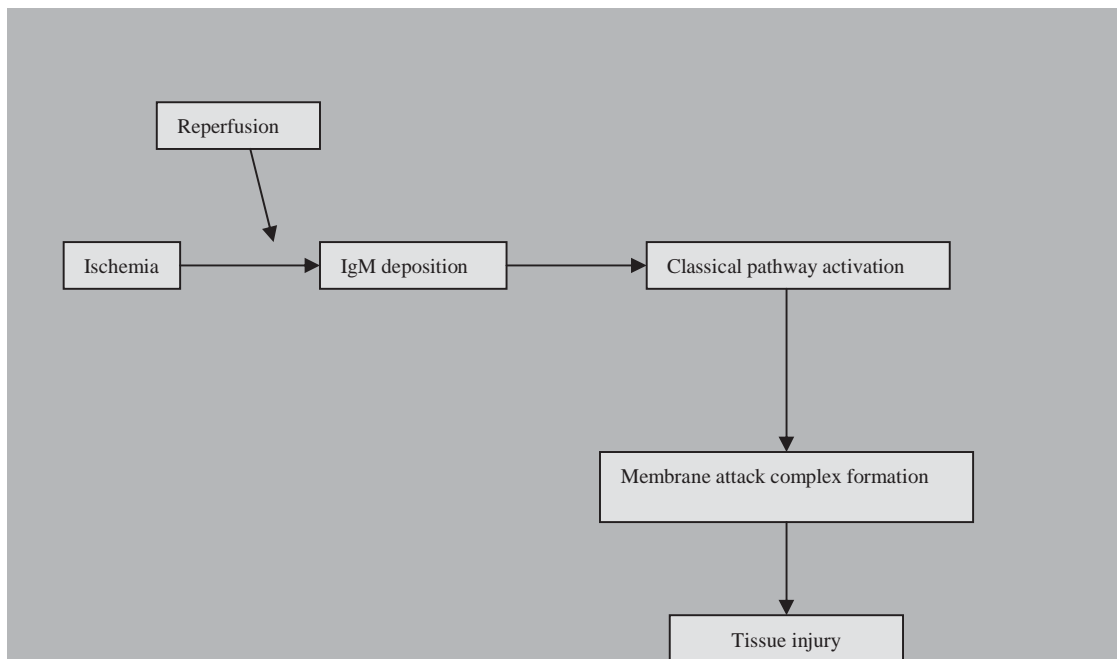 Reperfusion
Ischemia
IgM deposition
Classical pathway activation
Membrane attack complex formation
Tissue injury